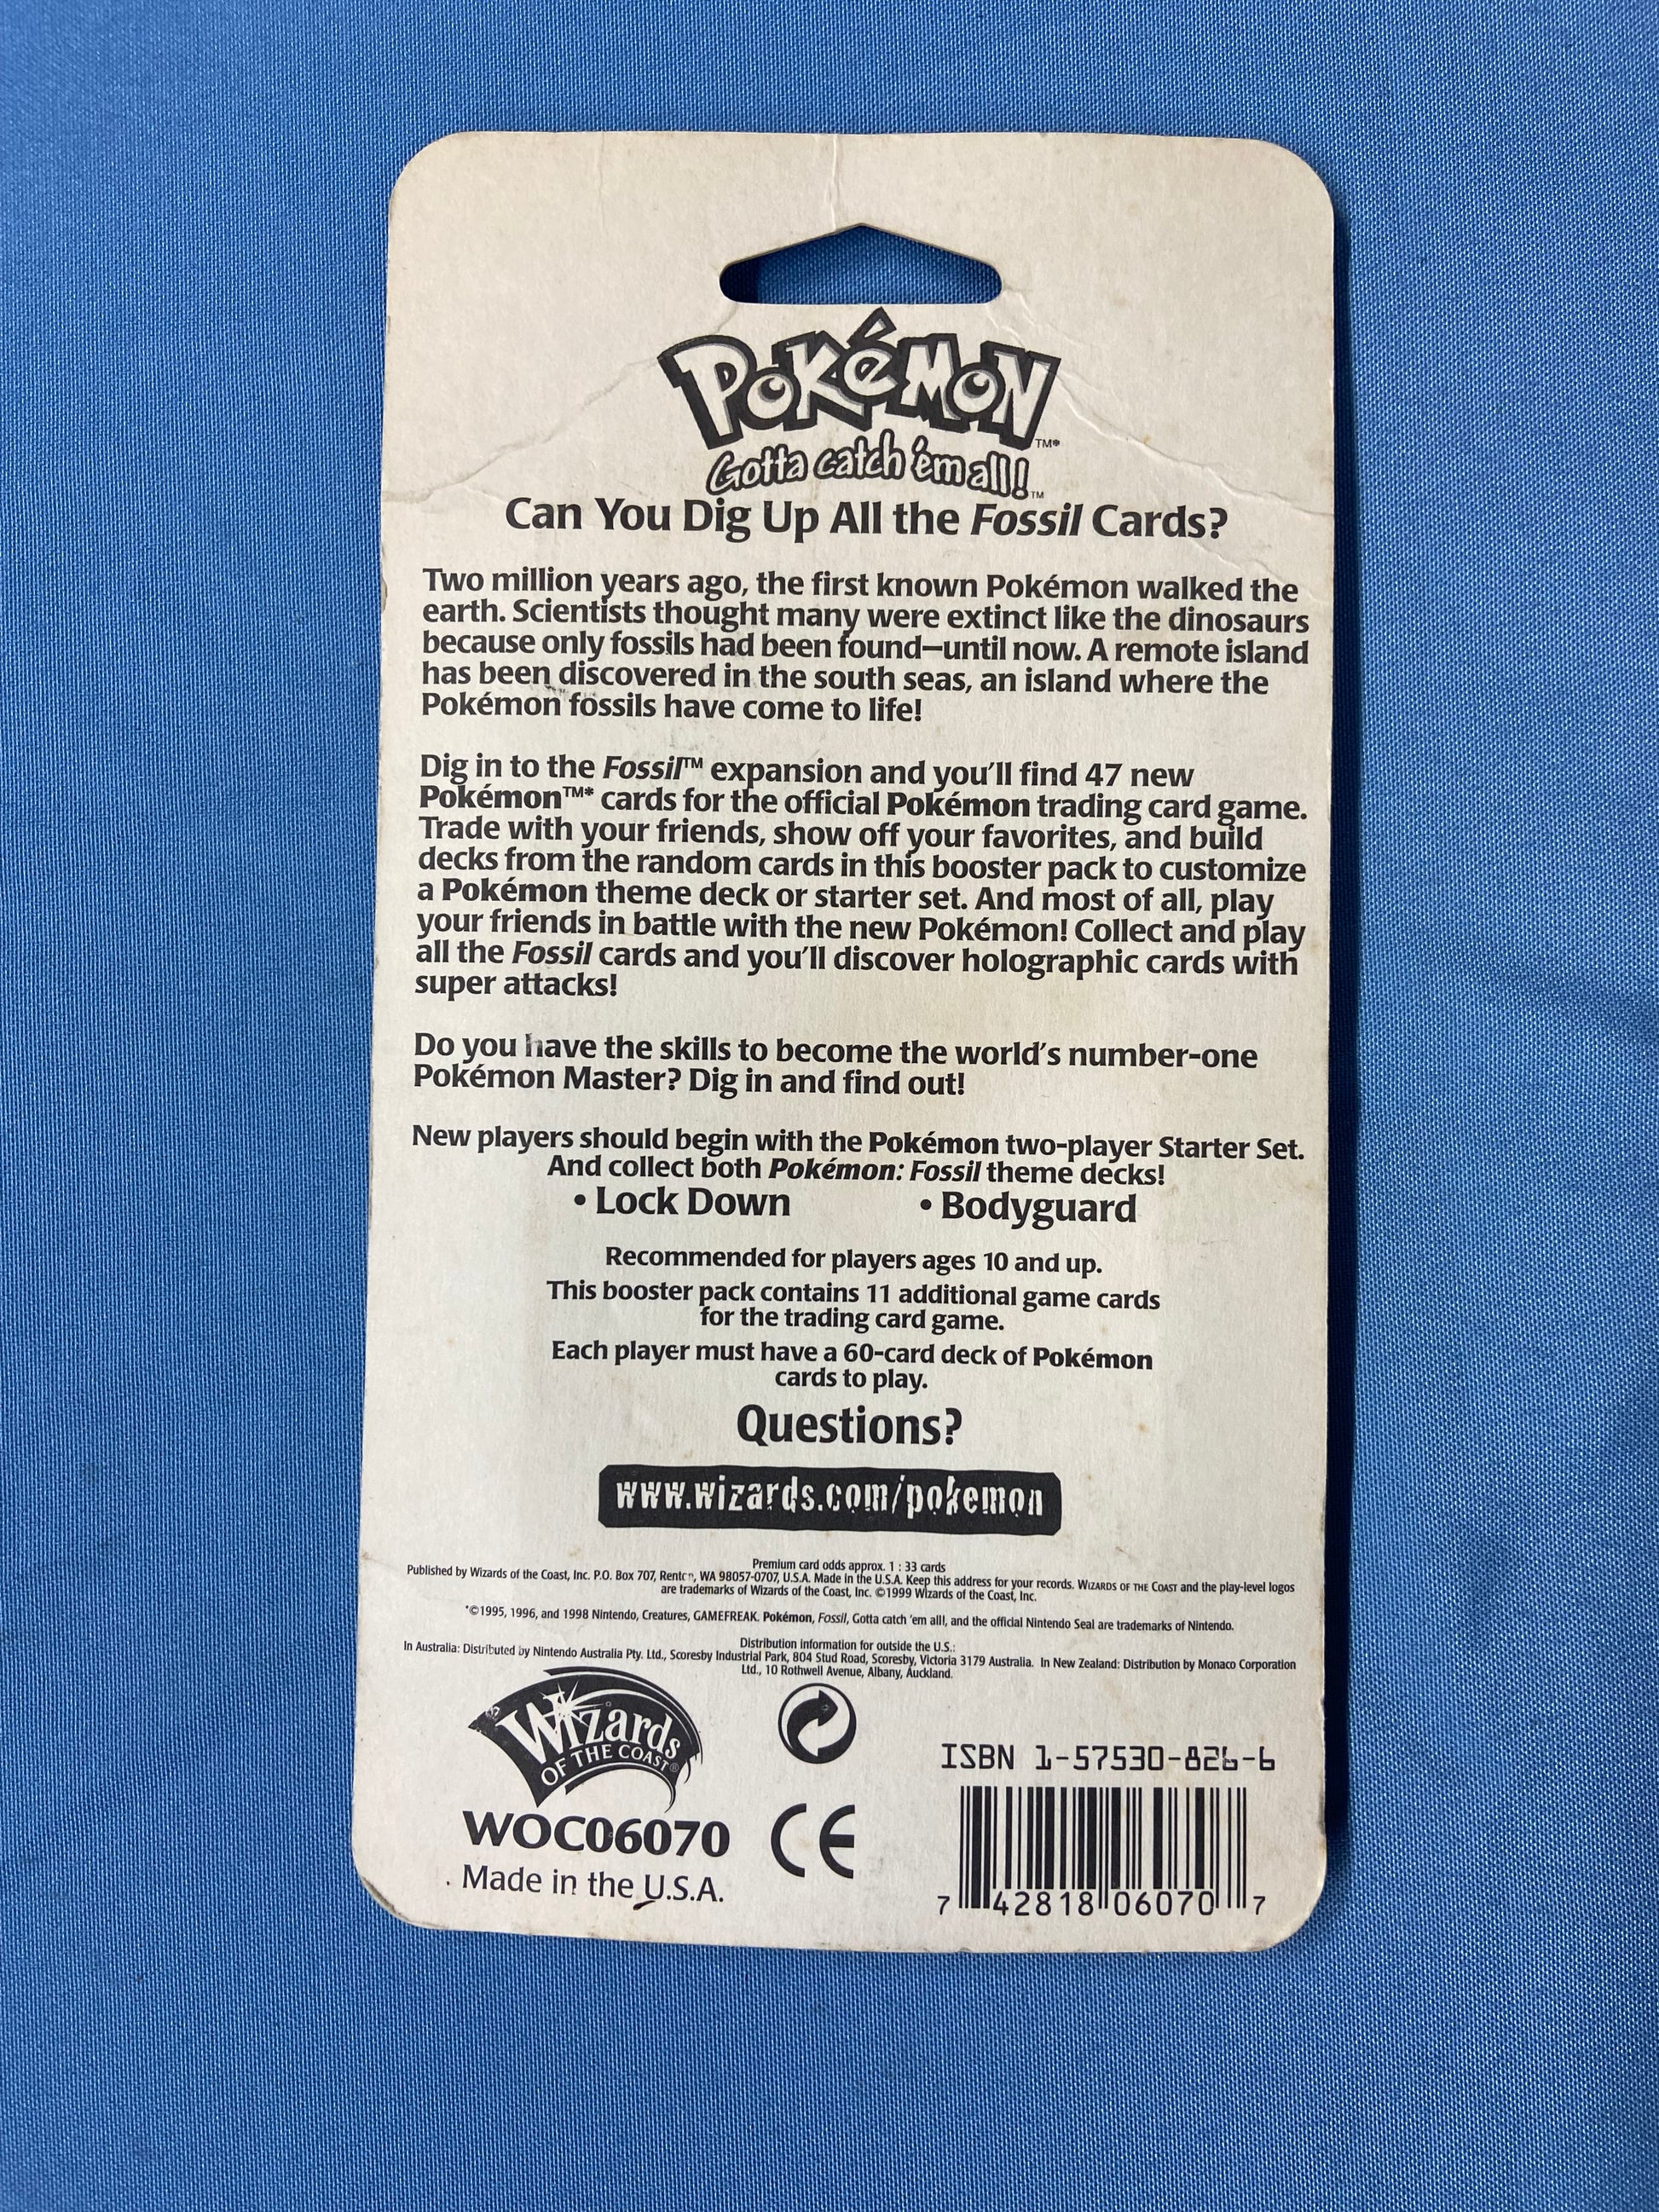 POKéMON
TM*
Gotta catch 'em all!
TM
Can You Dig Up All the Fossil Cards?
Two million years ago, the first known Pokémon walked the
earth. Scientists thought many were extinct like the dinosaurs
because only fossils had been found—until now. A remote island
has been discovered in the south seas, an island where the
Pokémon fossils have come to life!
Dig in to the Fossil™ expansion and you'll find 47 new
Pokémon™* cards for the official Pokémon trading card game.
Trade with your friends, show off your favorites, and build
decks from the random cards in this booster pack to customize
a Pokémon theme deck or starter set. And most of all, play
your friends in battle with the new Pokémon! Collect and play
all the Fossil cards and you'll discover holographic cards with
super attacks!
Do you have the skills to become the world's number-one
Pokémon Master? Dig in and find out!
New players should begin with the Pokémon two-player Starter Set.
And collect both Pokémon: Fossil theme decks!
• Lock Down • Bodyguard
Recommended for players ages 10 and up.
This booster pack contains 11 additional game cards
for the trading card game.
Each player must have a 60-card deck of Pokémon
cards to play.
Questions?
www.wizards.com/pokemon
Premium card odds approx. 1 : 33 cards
Published by Wizards of the Coast, Inc. P.O. Box 707, Renton, WA 98057-0707, U.S.A. Made in the U.S.A. Keep this address for your records. WIZARDS OF THE COAST and the play-level logos
are trademarks of Wizards of the Coast, Inc. ©1999 Wizards of the Coast, Inc.
*©1995, 1996, and 1998 Nintendo, Creatures, GAMEFREAK. Pokémon, Fossil, Gotta catch 'em all!, and the official Nintendo Seal are trademarks of Nintendo.
Distribution information for outside the U.S.:
In Australia: Distributed by Nintendo Australia Pty. Ltd., Scoresby Industrial Park, 804 Stud Road, Scoresby, Victoria 3179 Australia. In New Zealand: Distribution by Monaco Corporation
Ltd., 10 Rothwell Avenue, Albany, Auckland.
Wizards
OF THE COAST®
WOC06070
Made in the U.S.A.
CE
ISBN 1-57530-826-6
7 42818 06070 7